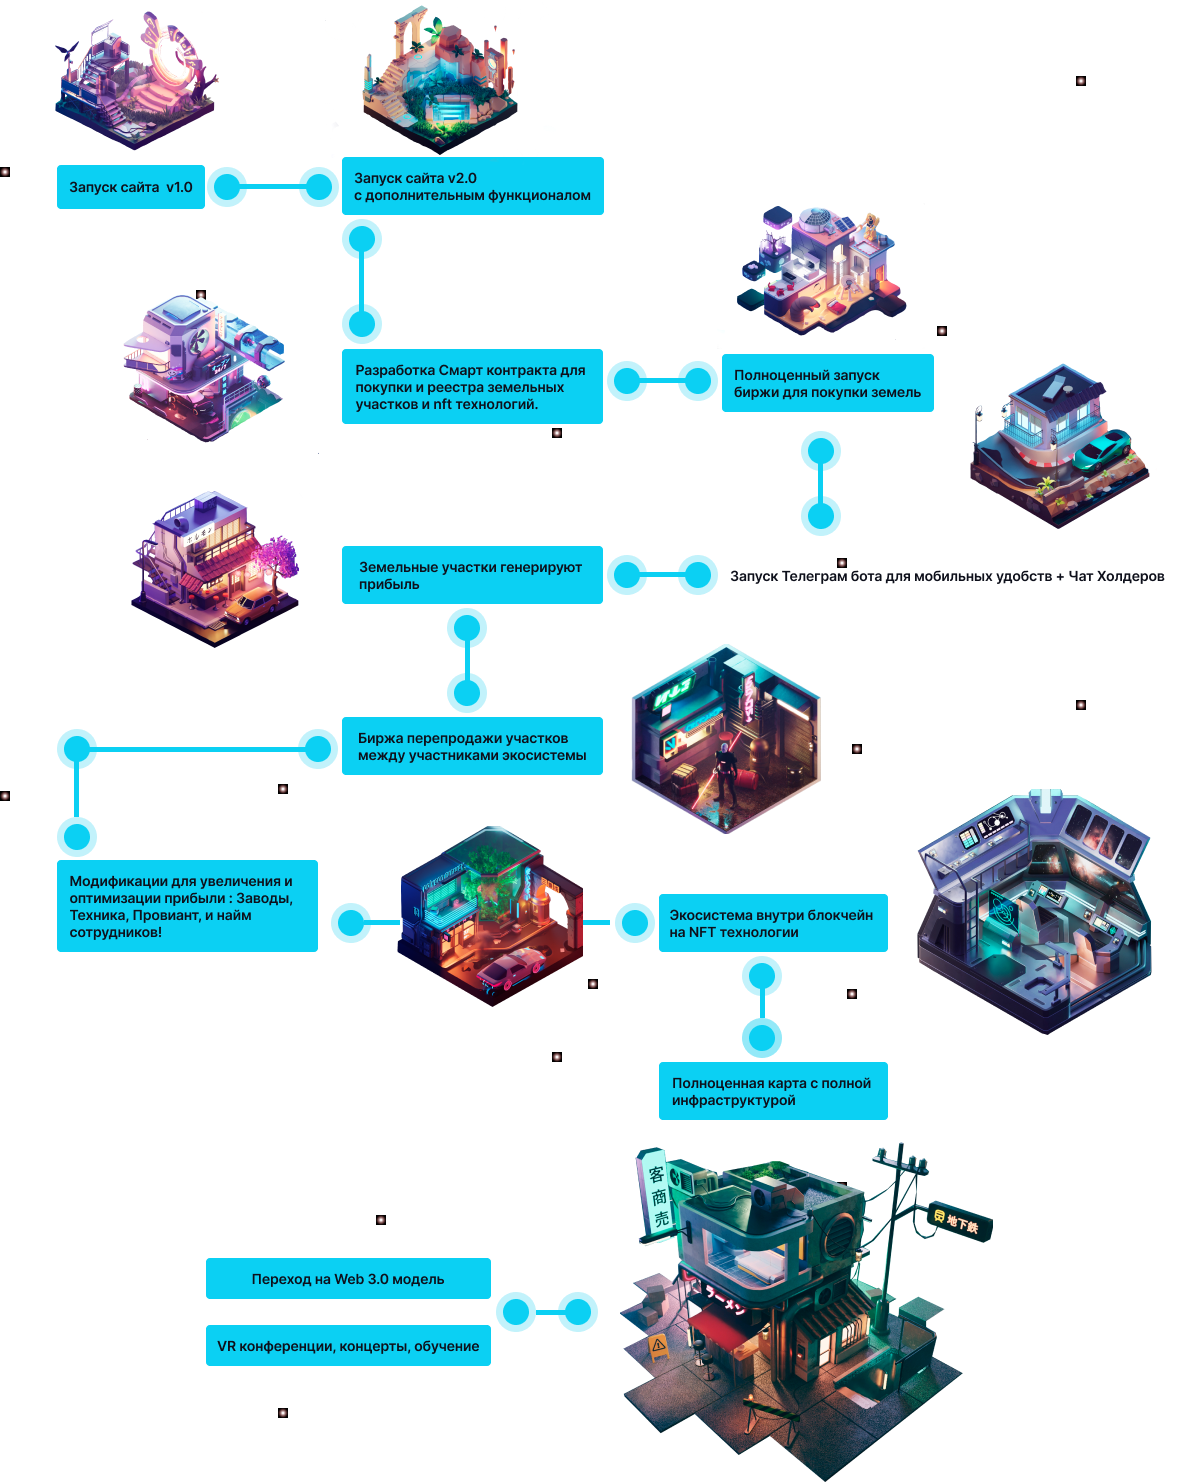 Запуск сайта v1.0
Запуск сайта v2.0
с дополнительным функционалом
Разработка Смарт контракта для
покупки и реестра земельных
участков и nft технологий.
Полноценный запуск
биржи для покупки земель
Запуск Телеграм бота для мобильных удобств + Чат Холдеров
Земельные участки генерируют
прибыль
Биржа перепродажи участков
между участниками экосистемы
Модификации для увеличения и
оптимизации прибыли : Заводы,
Техника, Провиант, и найм
сотрудников!
Экосистема внутри блокчейн
на NFT технологии
Полноценная карта с полной
инфраструктурой
客
商
売
地下鉄
ラーメン
Переход на Web 3.0 модель
VR конференции, концерты, обучение